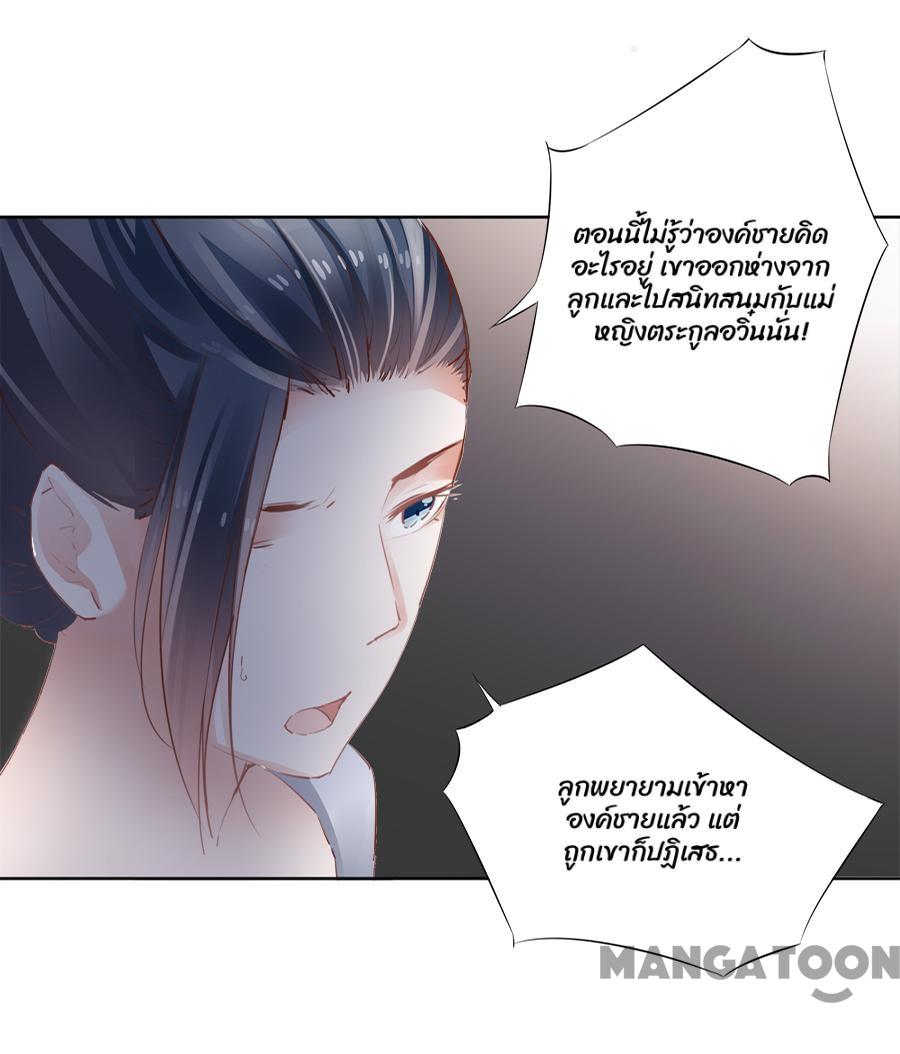 ตอนนี้ไม่รู้ว่าองค์ชายคิด
อะไรอยู่ เขาออกห่างจาก
ลูกและไปสนิทสนมกับแม่
หญิงตระกูลอวิ๋นนั่น!
ลูกพยายามเข้าหา
องค์ชายแล้ว แต่
ถูกเขาก็ปฏิเสธ...
MANGATOON